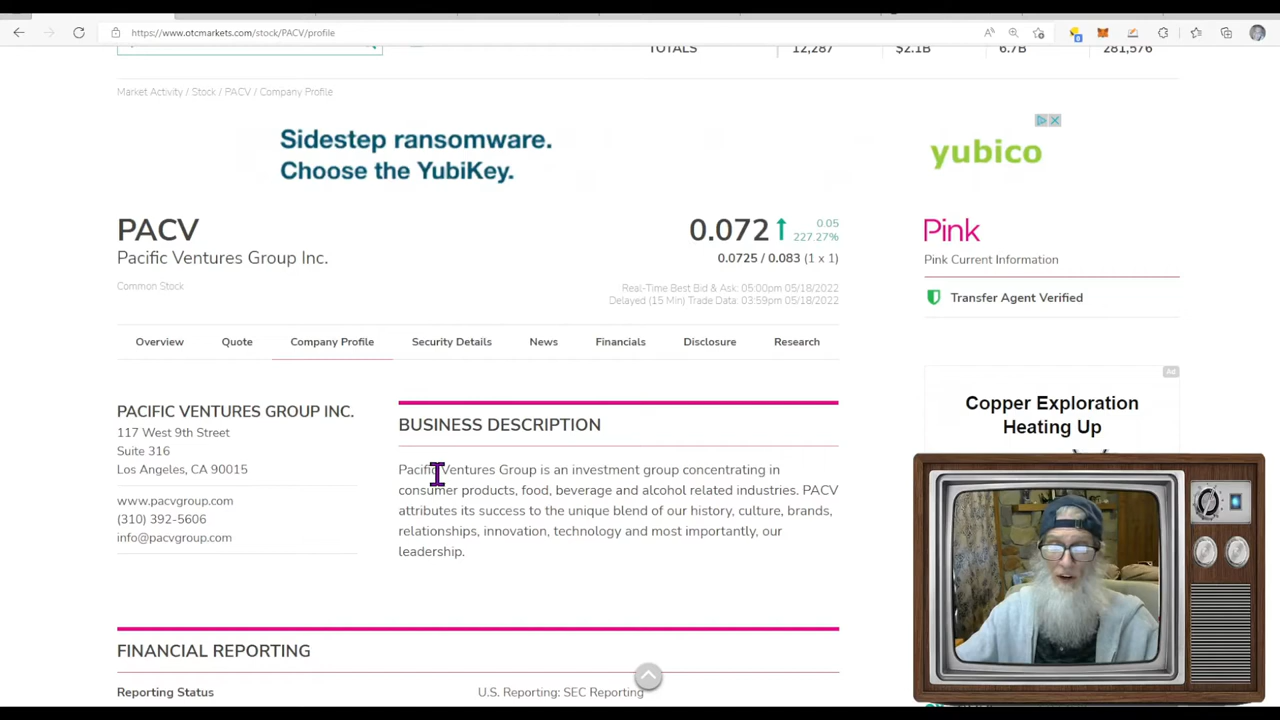 https://www.otcmarkets.com/stock/PACV/profile
TOTALS 12,287 $2.1B 6.7B 281,576
Market Activity / Stock / PACV / Company Profile
Sidestep ransomware.
Choose the YubiKey.
yubico
PACV
Pacific Ventures Group Inc.
Common Stock
0.072 0.05
227.27%
0.0725 / 0.083 (1 x 1)
Real-Time Best Bid & Ask: 05:00pm 05/18/2022
Delayed (15 Min) Trade Data: 03:59pm 05/18/2022
Pink
Pink Current Information
Transfer Agent Verified
Overview Quote Company Profile Security Details News Financials Disclosure Research
Ad
Copper Exploration
Heating Up
PACIFIC VENTURES GROUP INC.
117 West 9th Street
Suite 316
Los Angeles, CA 90015
www.pacvgroup.com
(310) 392-5606
info@pacvgroup.com
BUSINESS DESCRIPTION
Pacific Ventures Group is an investment group concentrating in
consumer products, food, beverage and alcohol related industries. PACV
attributes its success to the unique blend of our history, culture, brands,
relationships, innovation, technology and most importantly, our
leadership.
FINANCIAL REPORTING
Reporting Status U.S. Reporting: SEC Reporting